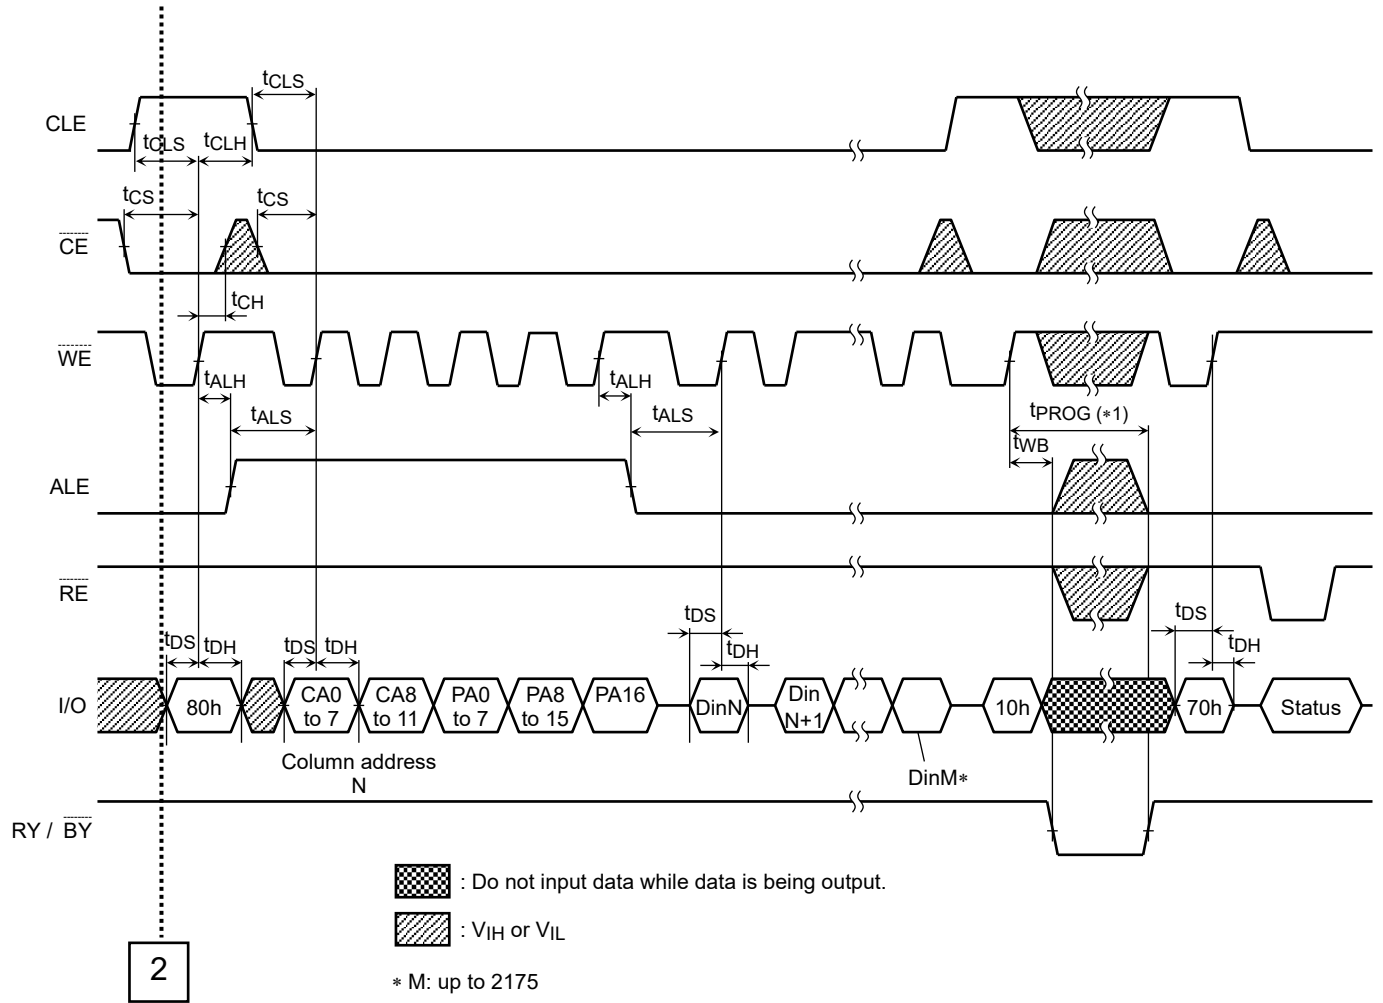 tCLS
CLE
tCLS
tCLH
tCS
tCS
CE
tCH
WE
tALH
tALH
tALS
tALS
tPROG (∗1)
tWB
ALE
RE
tDS
tDH
tDS
tDH
tDS
tDH
tDS
tDH
I/O
80h
CA0
to 7
CA8
to 11
PA0
to 7
PA8
to 15
PA16
DinN
Din
N+1
10h
70h
Status
Column address
N
DinM∗
RY / BY
: Do not input data while data is being output.
: VIH or VIL
2
∗ M: up to 2175